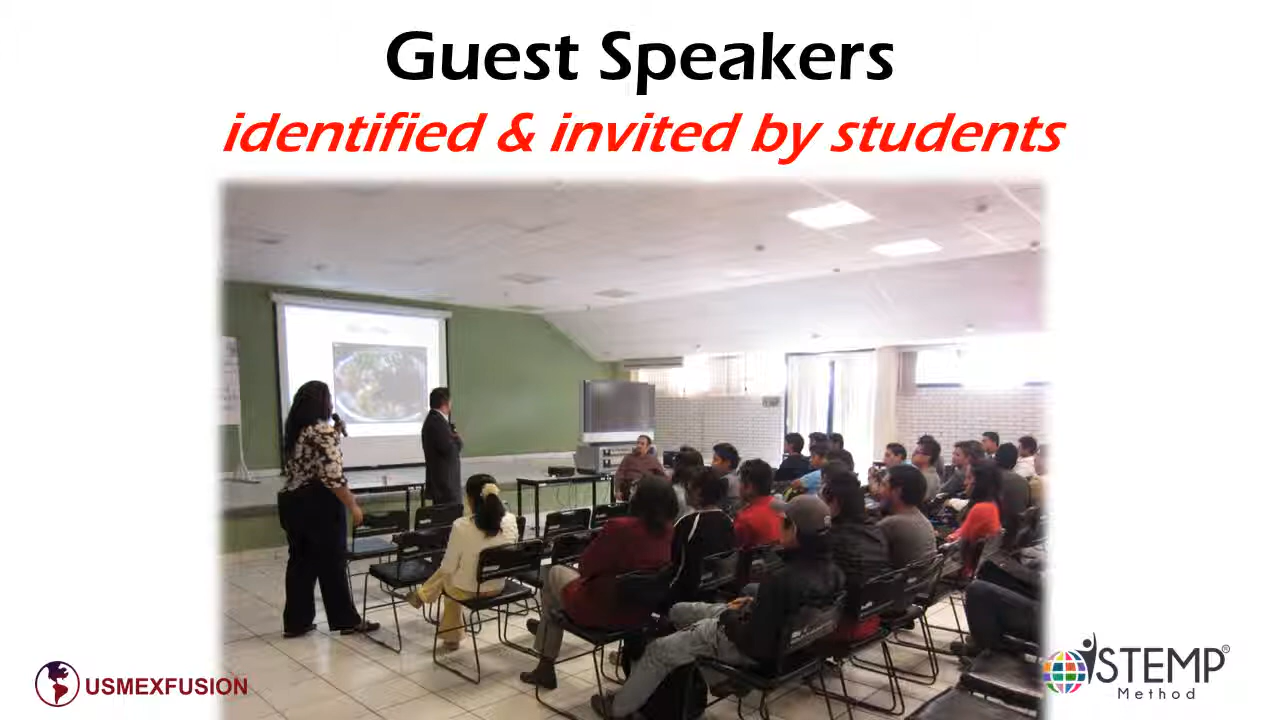 Guest Speakers
identified & invited by students
USMEXFUSION
STEMP®
Method